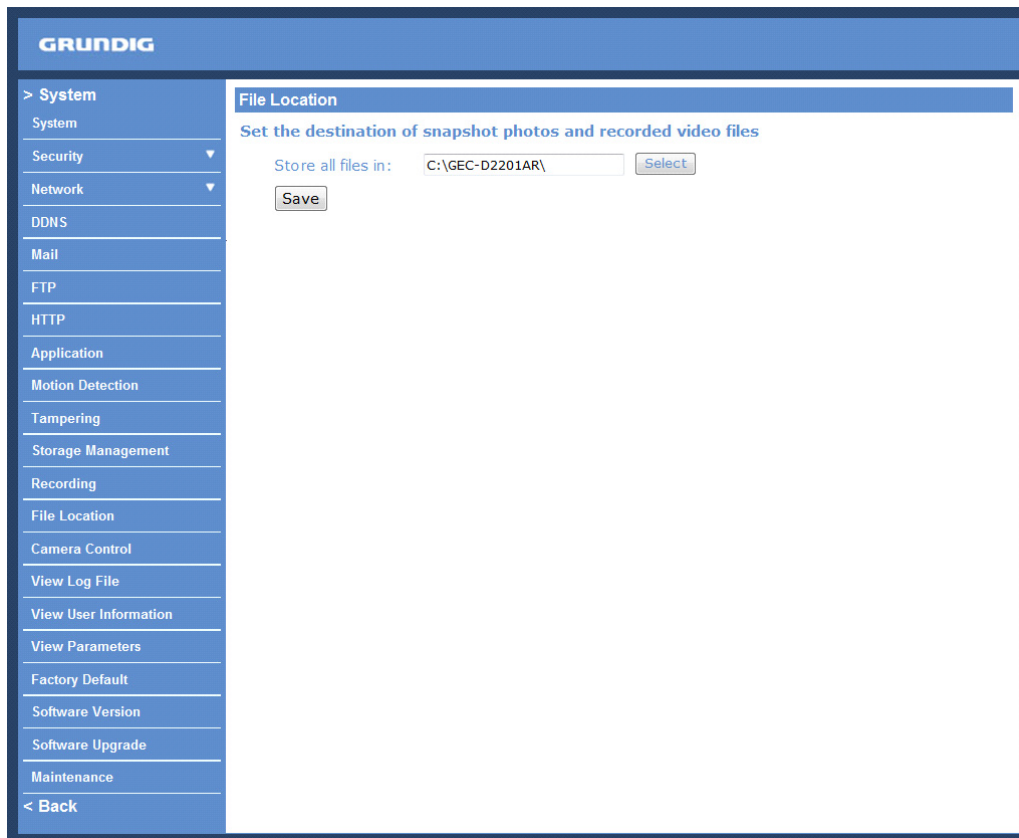 GRUNDIG
> System
System
Security
Network
DDNS
Mail
FTP
HTTP
Application
Motion Detection
Tampering
Storage Management
Recording
File Location
Camera Control
View Log File
View User Information
View Parameters
Factory Default
Software Version
Software Upgrade
Maintenance
< Back
File Location
Set the destination of snapshot photos and recorded video files
Store all files in: C:\GEC-D2201AR\ Select
Save